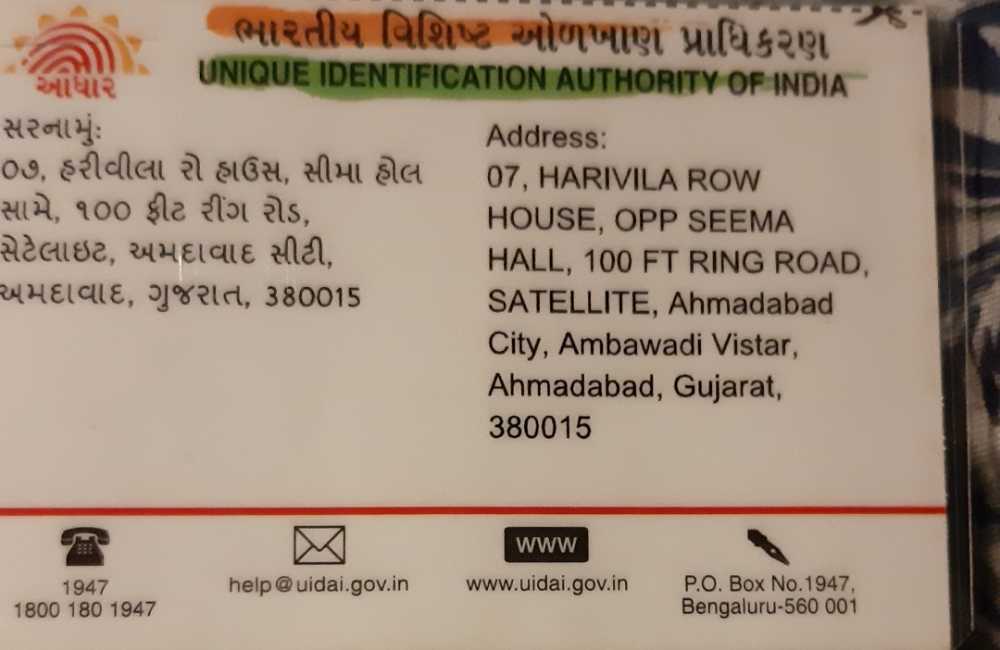 ભારતીય વિશિષ્ટ ઓળખાણ પ્રાધિકરણ
UNIQUE IDENTIFICATION AUTHORITY OF INDIA
આધાર
સરનામું:
૦૭, હરીવીલા રો હાઉસ, સીમા હોલ
સામે, ૧૦૦ ફીટ રીંગ રોડ,
સેટેલાઇટ, અમદાવાદ સીટી,
અમદાવાદ, ગુજરાત, 380015
Address:
07, HARIVILA ROW
HOUSE, OPP SEEMA
HALL, 100 FT RING ROAD,
SATELLITE, Ahmadabad
City, Ambawadi Vistar,
Ahmadabad, Gujarat,
380015
1947
1800 180 1947
help@uidai.gov.in
www
www.uidai.gov.in
P.O. Box No.1947,
Bengaluru-560 001